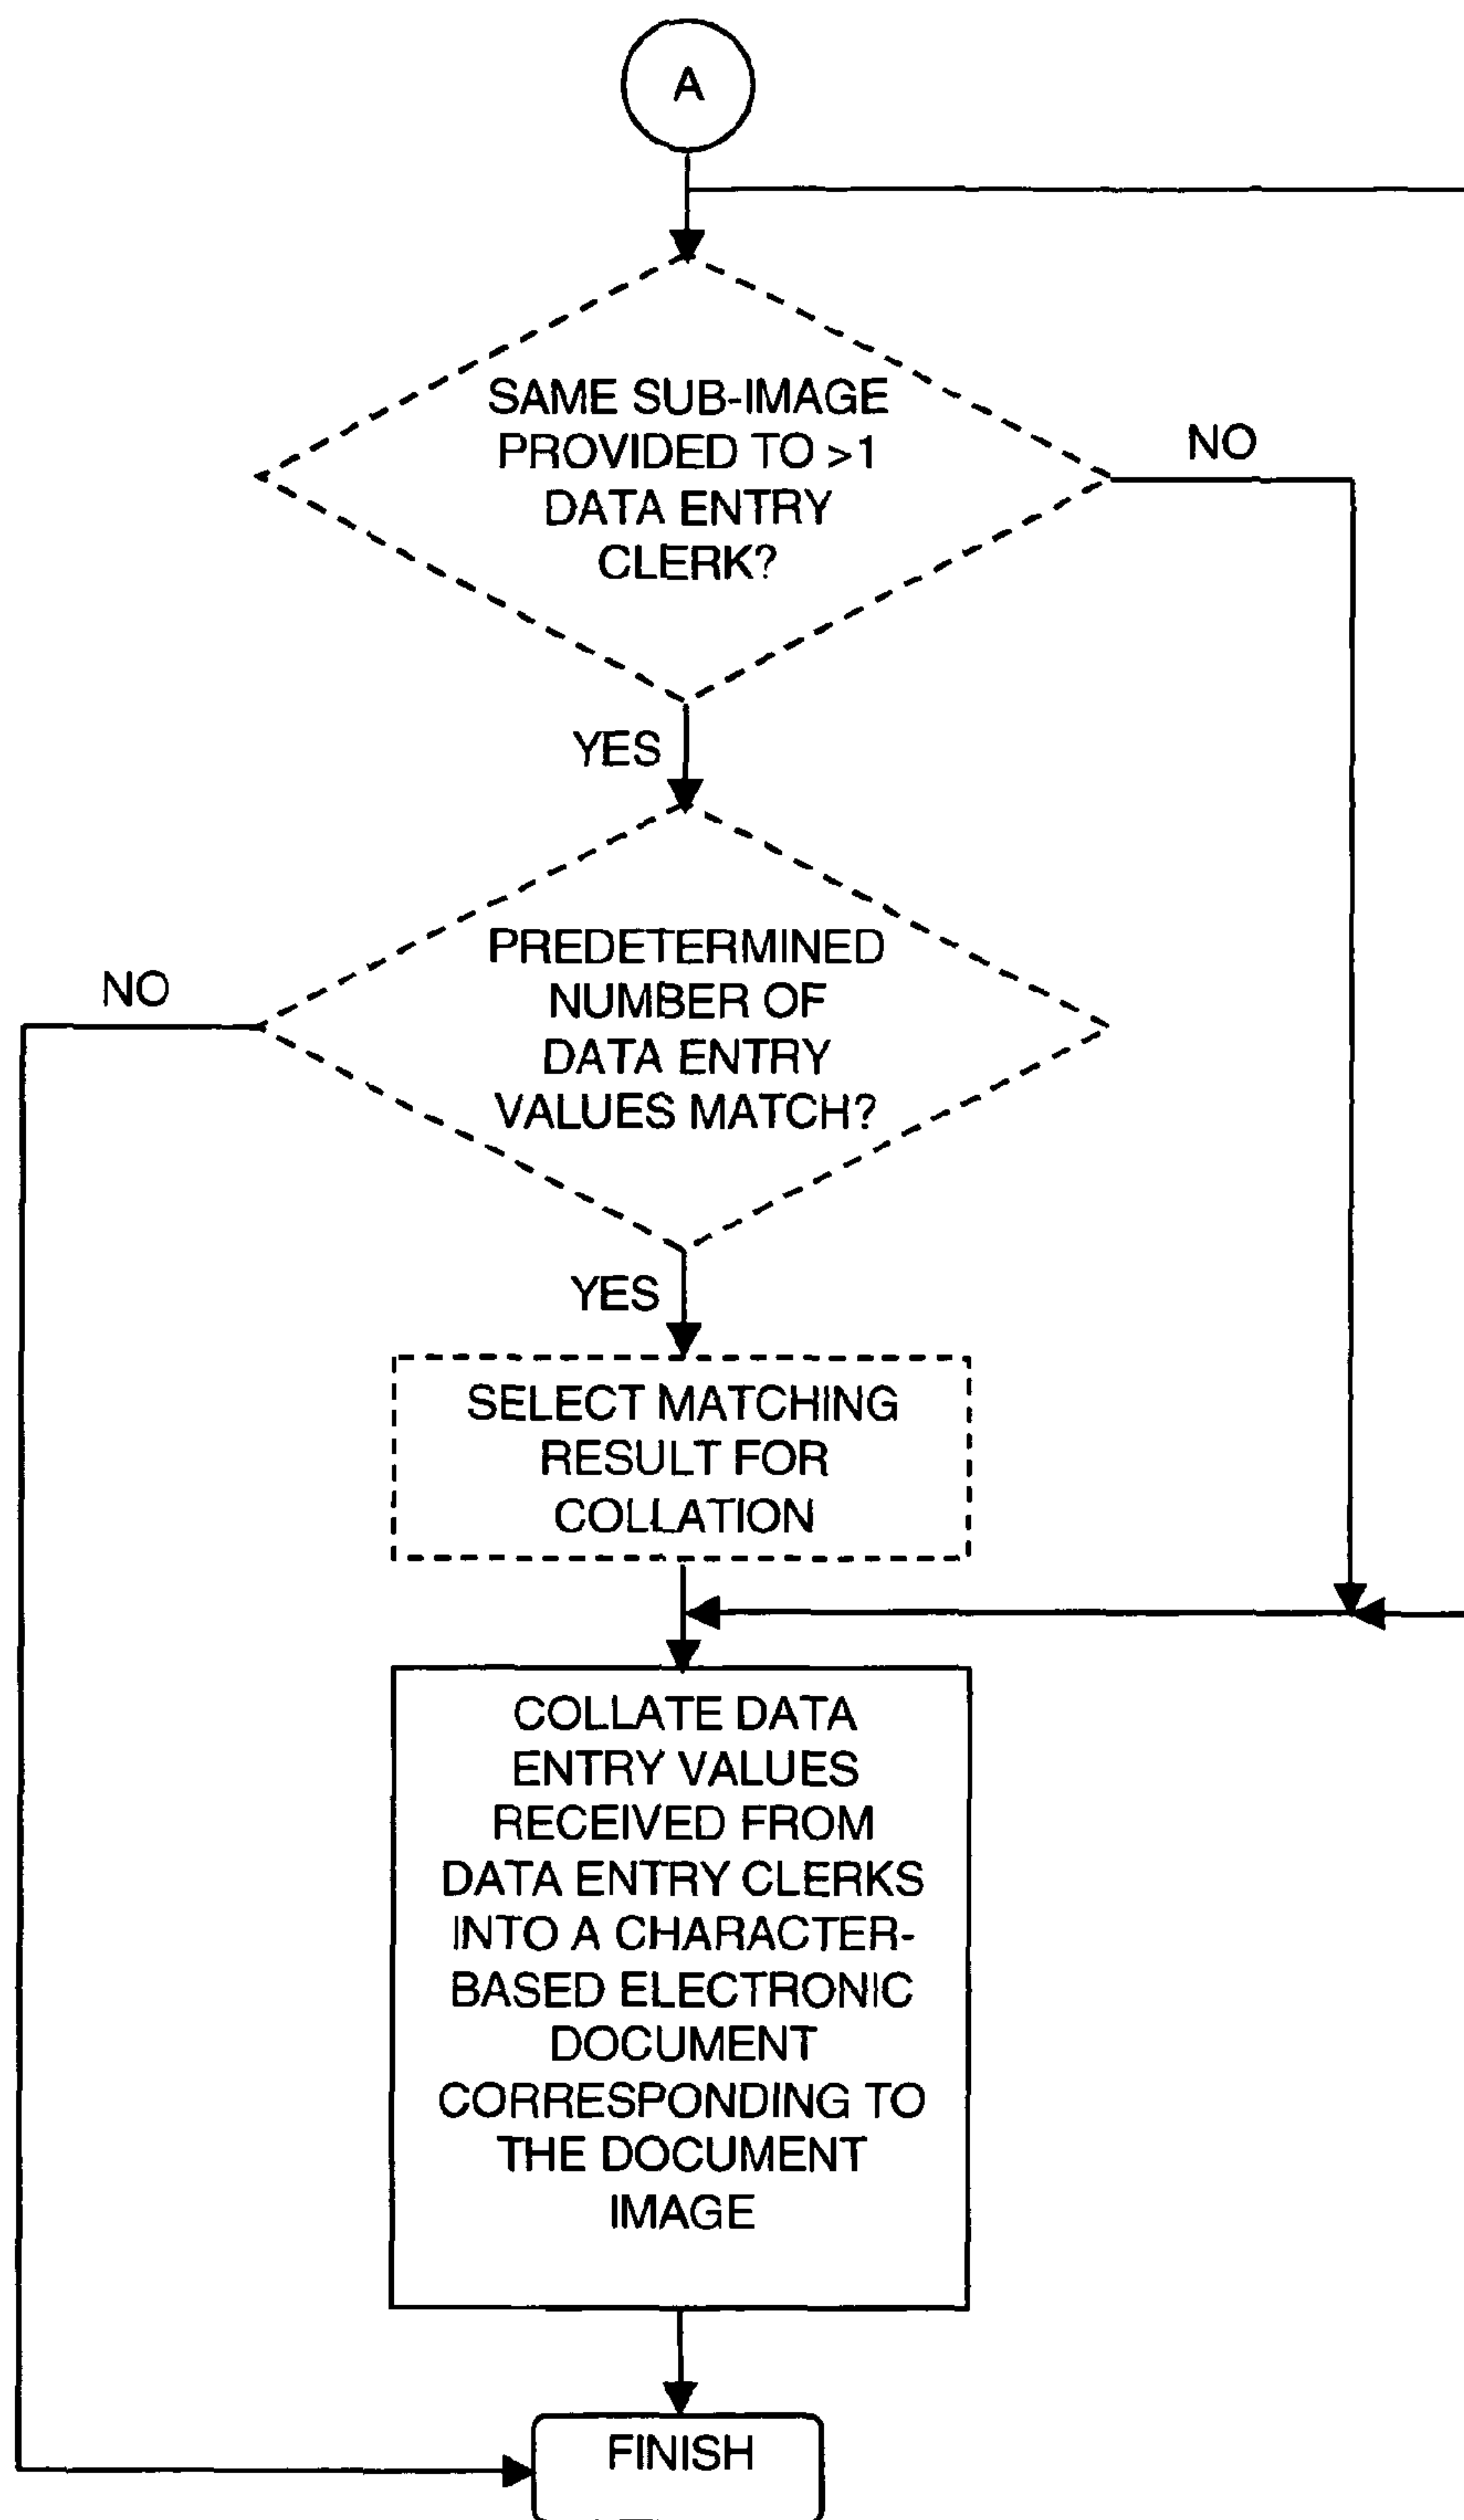 A
SAME SUB-IMAGE
PROVIDED TO >1
DATA ENTRY
CLERK?
NO
YES
PREDETERMINED
NUMBER OF
DATA ENTRY
VALUES MATCH?
NO
YES
SELECT MATCHING
RESULT FOR
COLLATION
COLLATE DATA
ENTRY VALUES
RECEIVED FROM
DATA ENTRY CLERKS
INTO A CHARACTER-
BASED ELECTRONIC
DOCUMENT
CORRESPONDING TO
THE DOCUMENT
IMAGE
FINISH